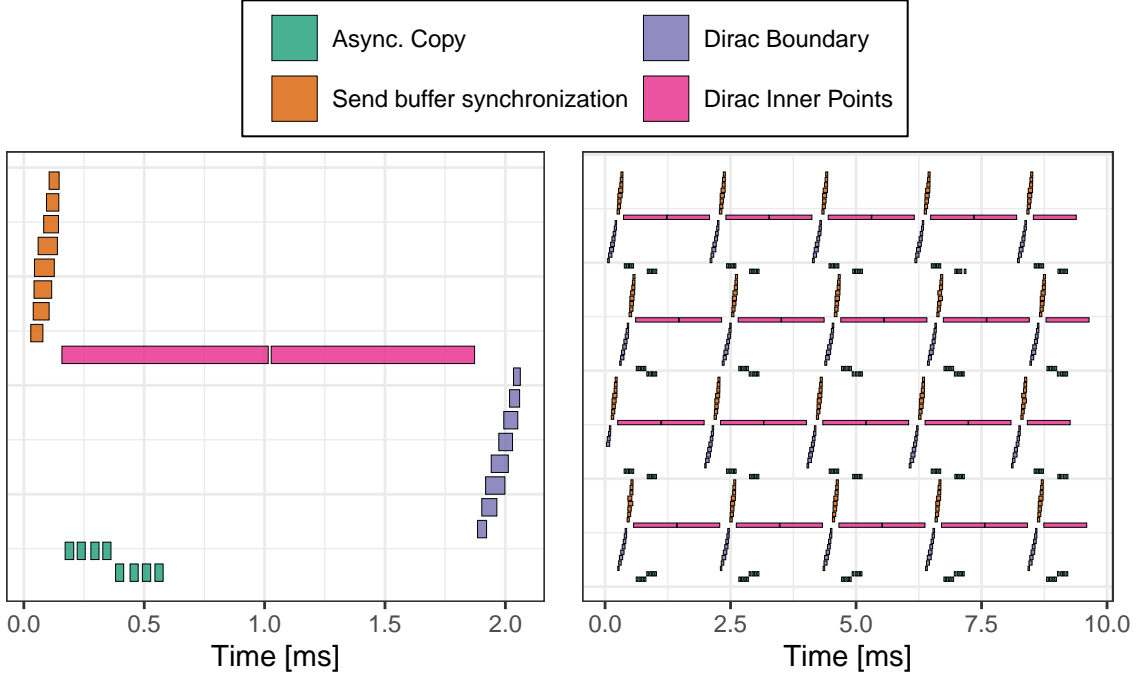 Async. Copy
Dirac Boundary
Send buffer synchronization
Dirac Inner Points
0.0 0.5 1.0 1.5 2.0
Time [ms]
0.0 2.5 5.0 7.5 10.0
Time [ms]